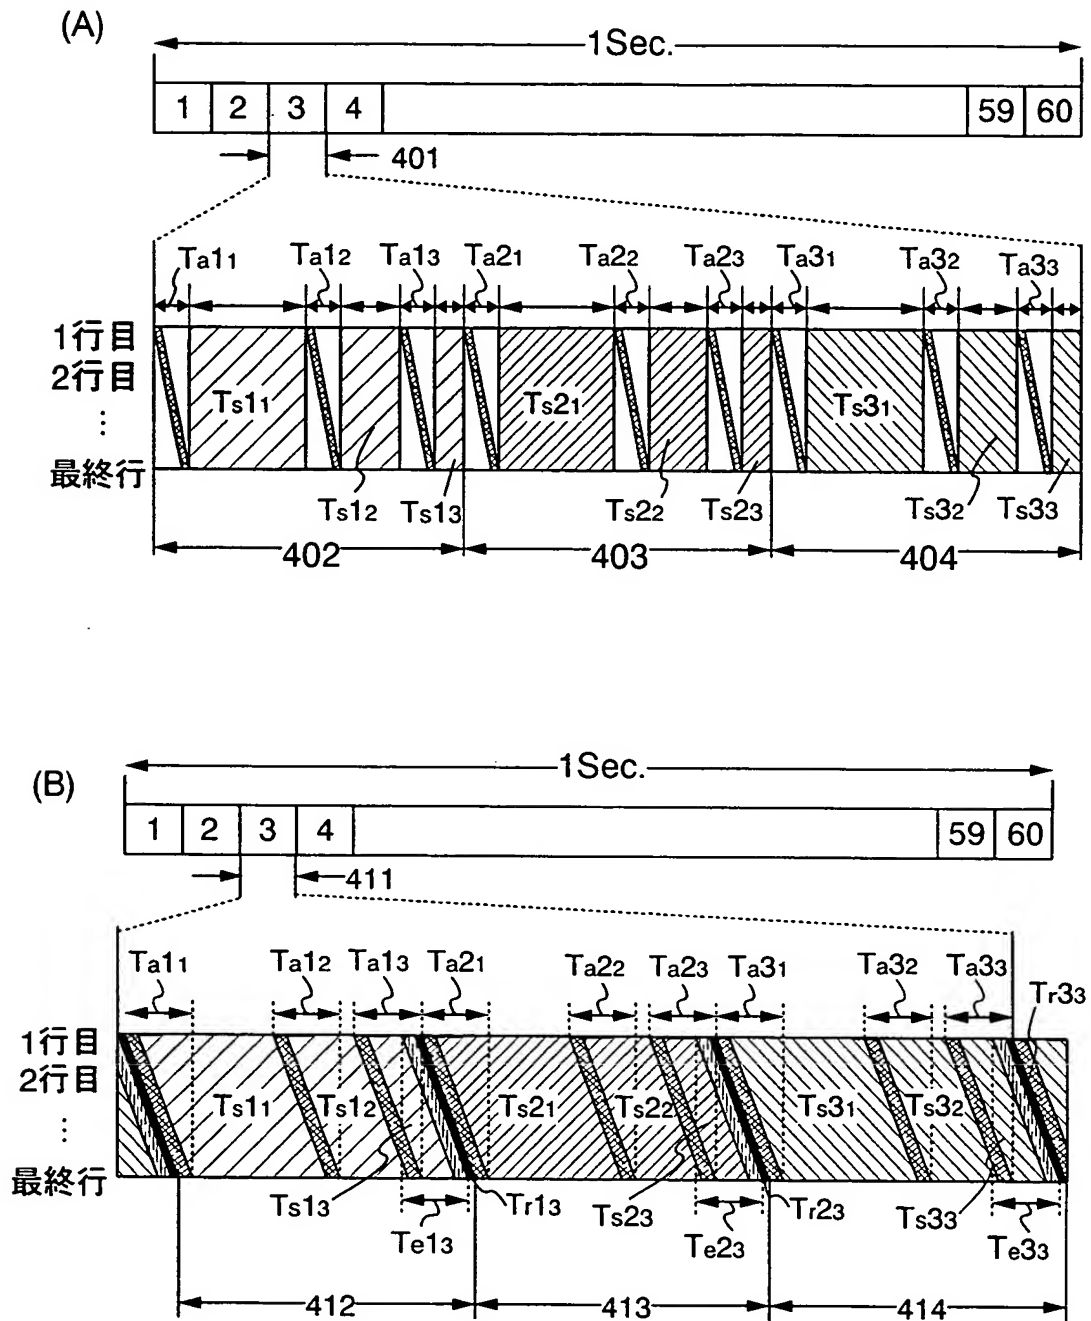 (A)
1Sec.
1 2 3 4 59 60
401
Ta11 Ta12 Ta13 Ta21 Ta22 Ta23 Ta31 Ta32 Ta33
1行目
2行目
⋮
最終行
Ts11 Ts21 Ts31
Ts12 Ts13 Ts22 Ts23 Ts32 Ts33
402 403 404
(B)
1Sec.
1 2 3 4 59 60
411
Ta11 Ta12 Ta13 Ta21 Ta22 Ta23 Ta31 Ta32 Ta33 Tr33
1行目
2行目
⋮
最終行
Ts11 Ts12 Ts21 Ts22 Ts31 Ts32
Ts13 Tr13 Ts23 Tr23 Ts33
Te13 Te23 Te33
412 413 414